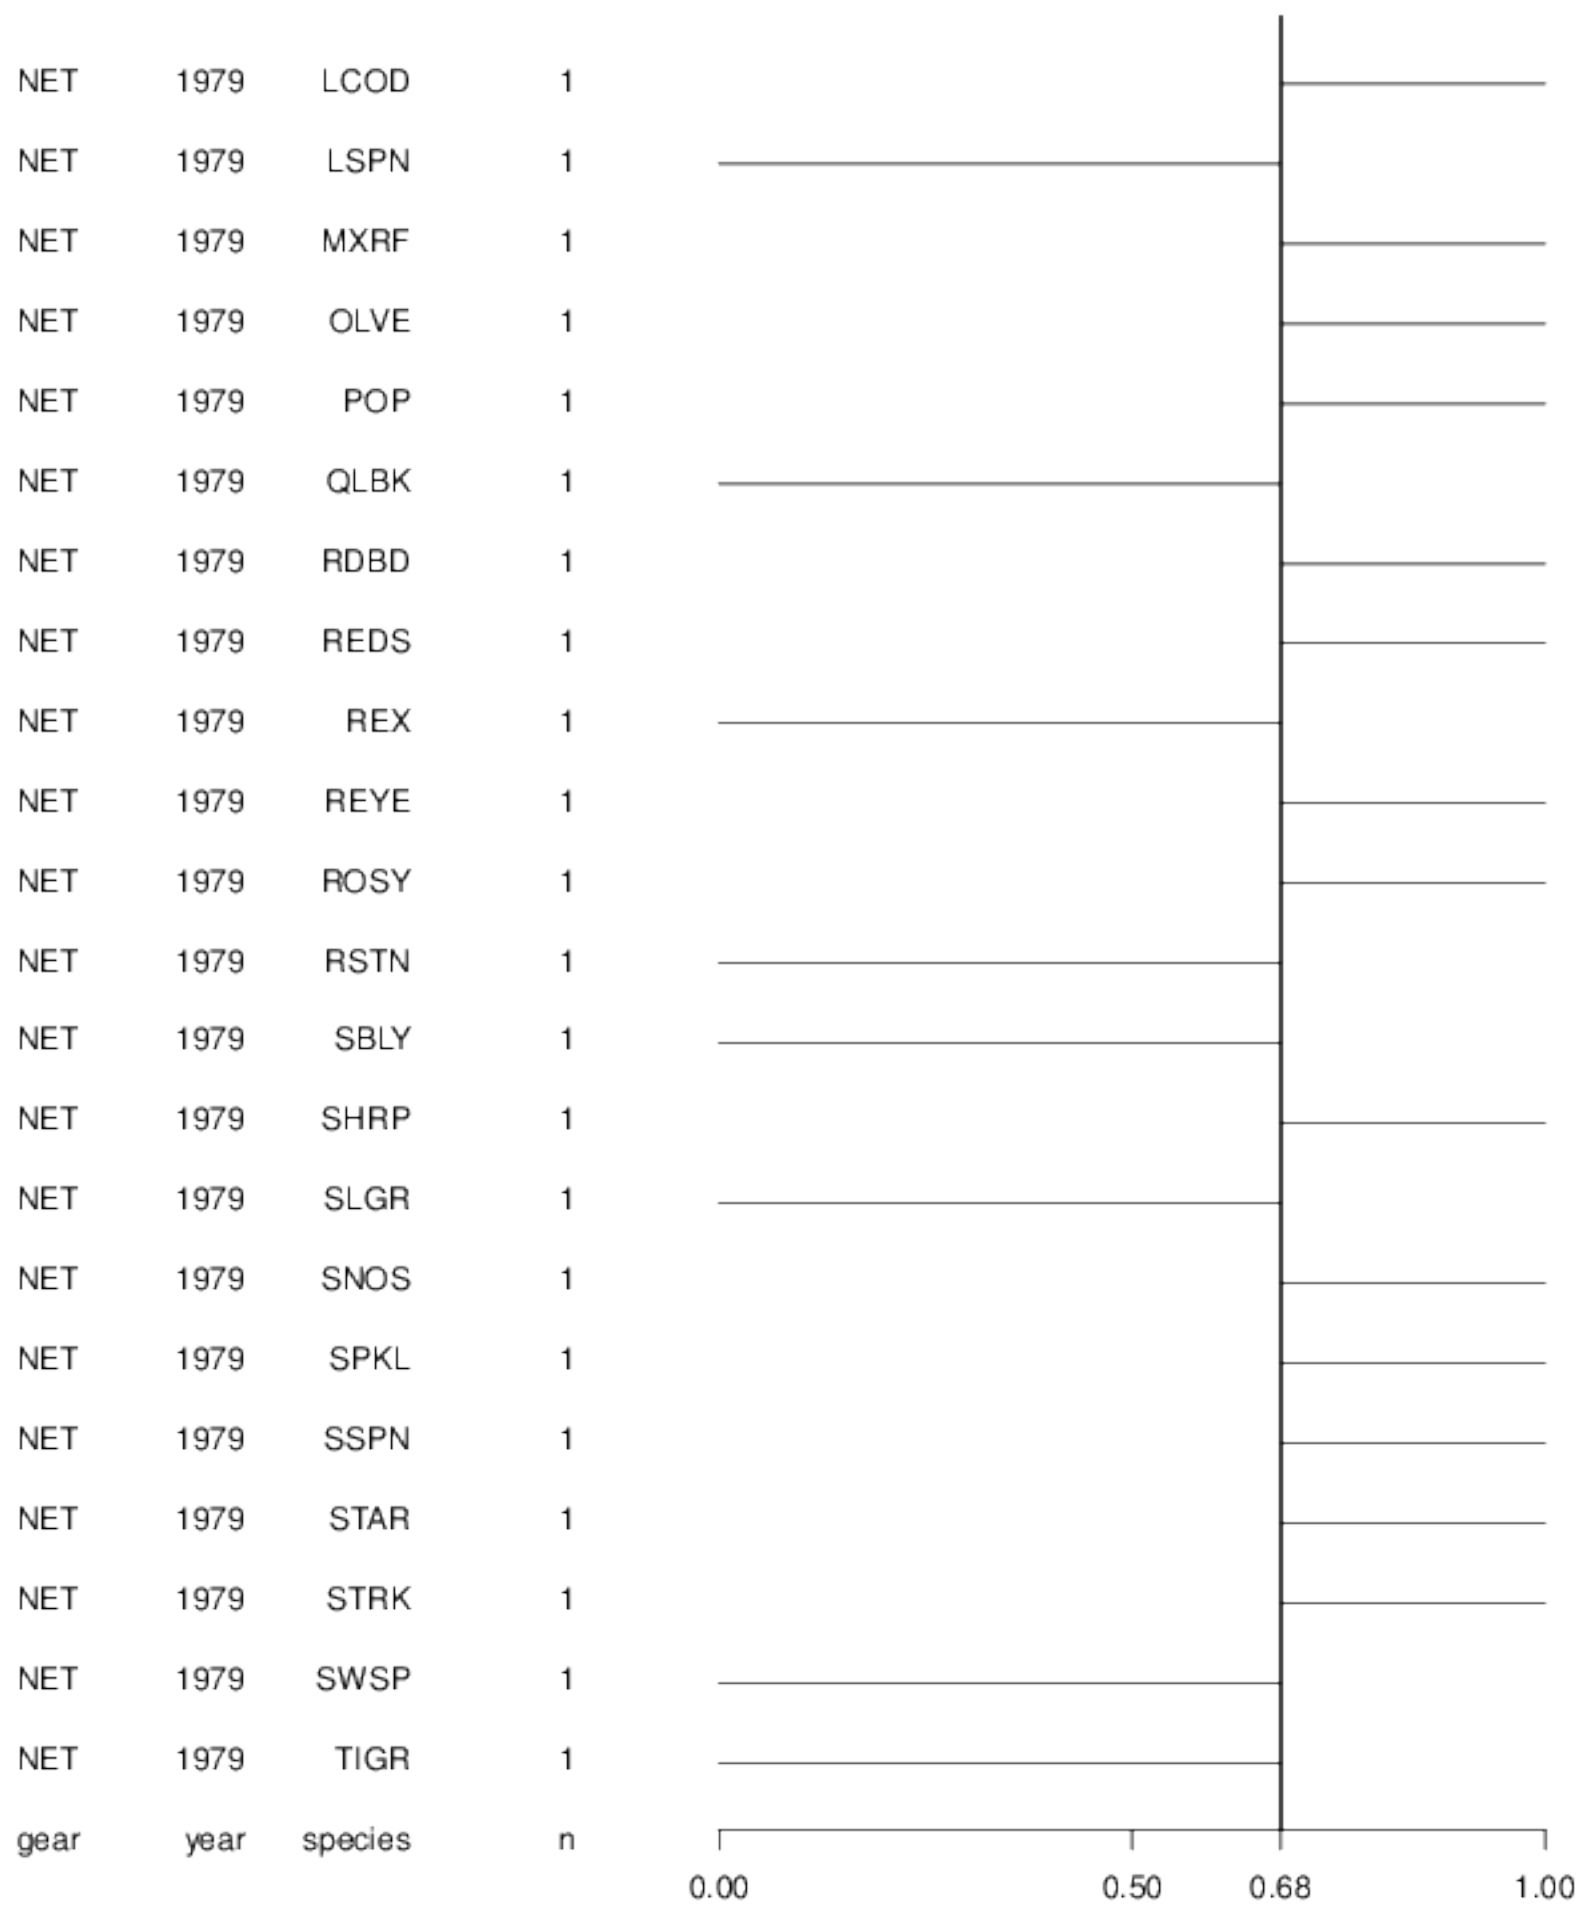 NET 1979 LCOD 1
NET 1979 LSPN 1
NET 1979 MXRF 1
NET 1979 OLVE 1
NET 1979 POP 1
NET 1979 QLBK 1
NET 1979 RDBD 1
NET 1979 REDS 1
NET 1979 REX 1
NET 1979 REYE 1
NET 1979 ROSY 1
NET 1979 RSTN 1
NET 1979 SBLY 1
NET 1979 SHRP 1
NET 1979 SLGR 1
NET 1979 SNOS 1
NET 1979 SPKL 1
NET 1979 SSPN 1
NET 1979 STAR 1
NET 1979 STRK 1
NET 1979 SWSP 1
NET 1979 TIGR 1
gear year species n
0.00 0.50 0.68 1.00